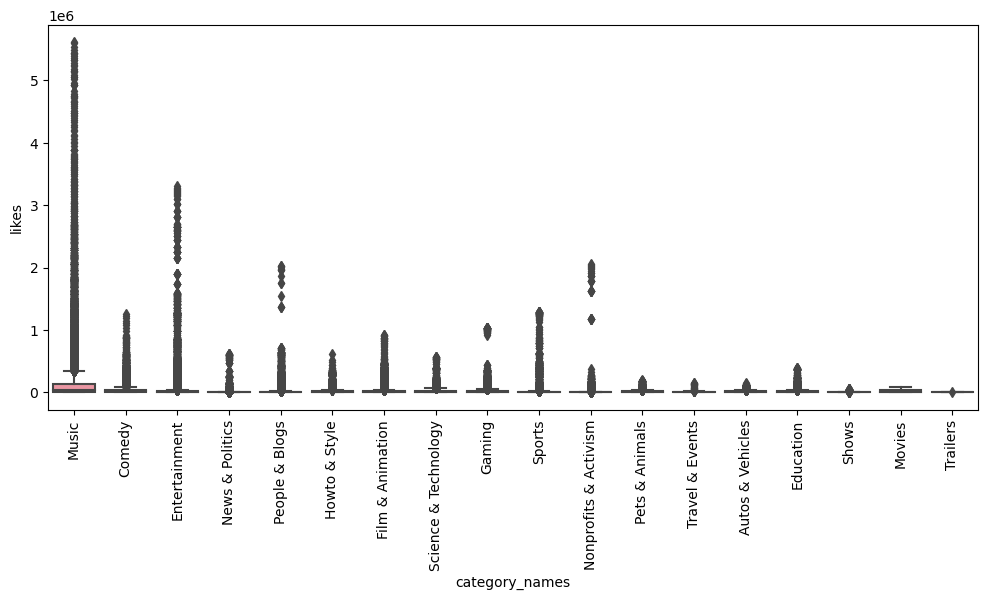 1e6
5
4
3
2
1
0
likes
Music
Comedy
Entertainment
News & Politics
People & Blogs
Howto & Style
Film & Animation
Science & Technology
Gaming
Sports
Nonprofits & Activism
Pets & Animals
Travel & Events
Autos & Vehicles
Education
Shows
Movies
Trailers
category_names